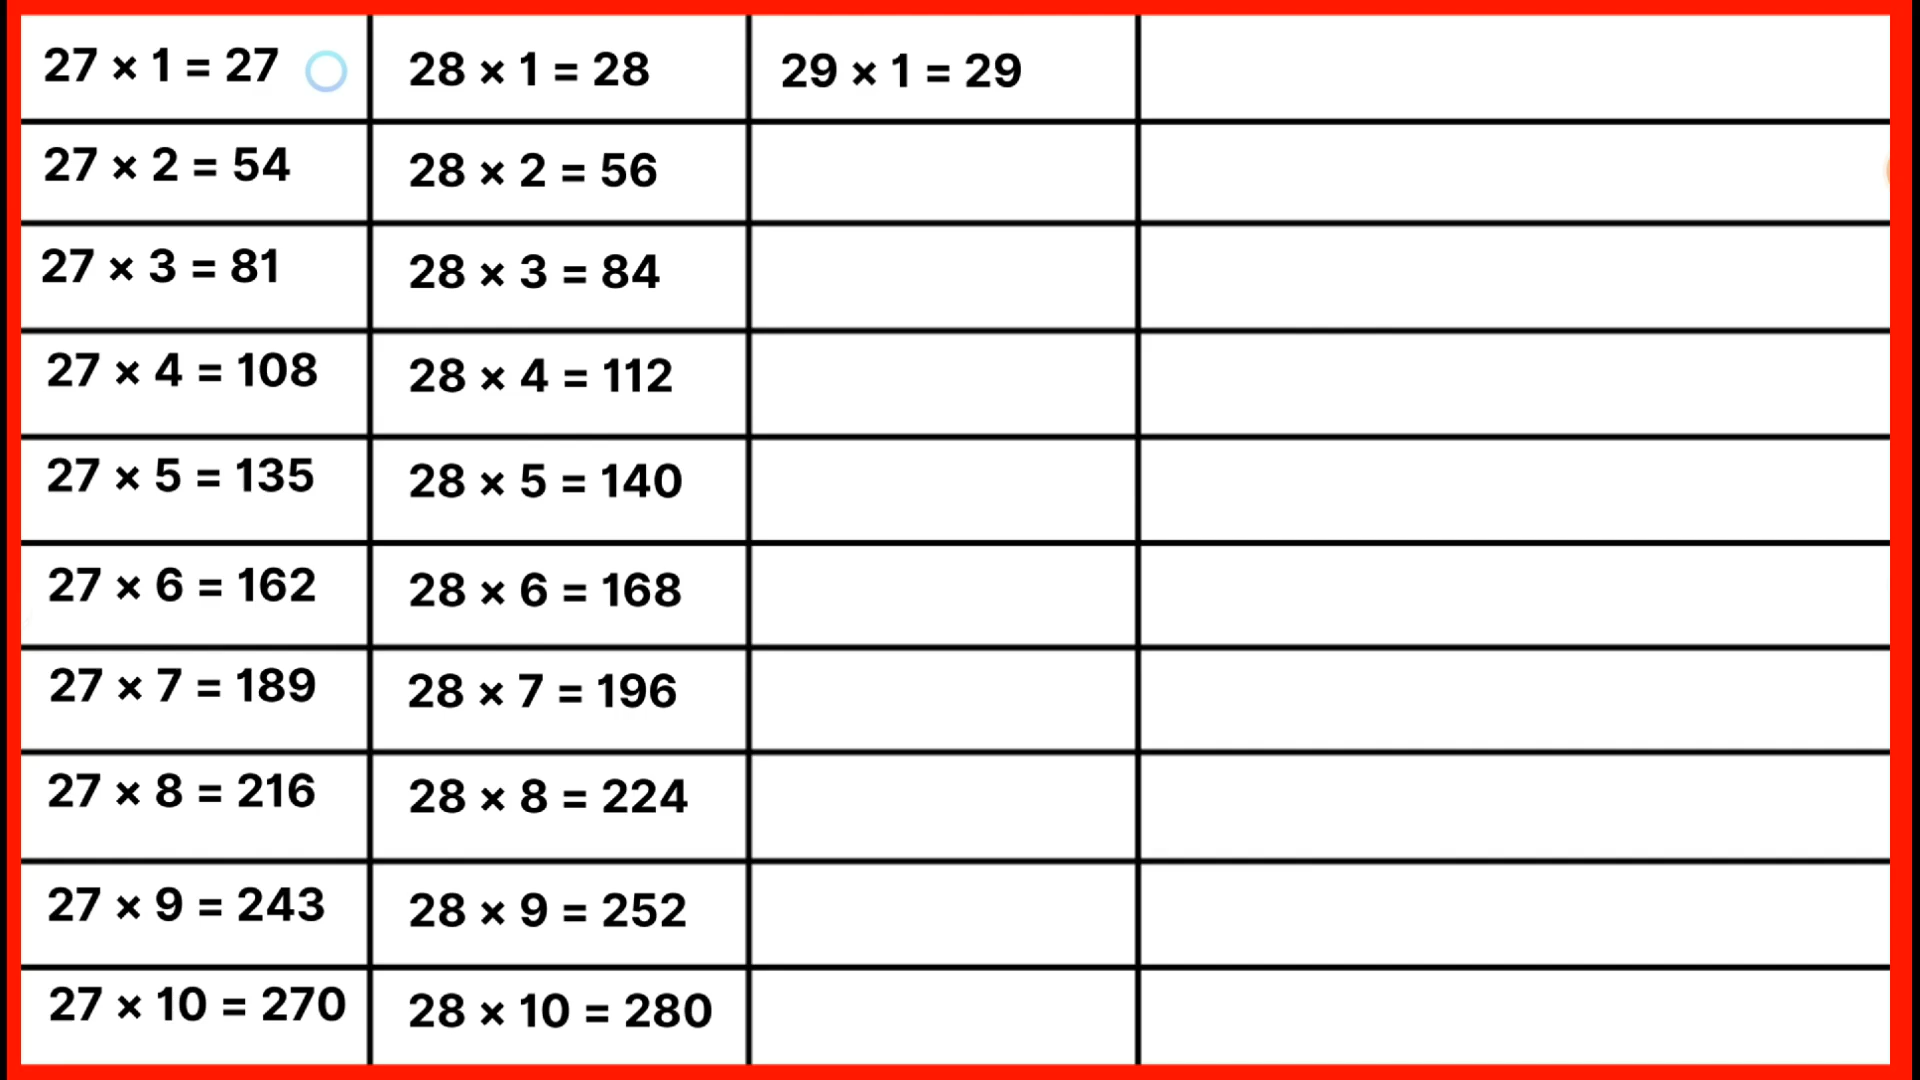 27 × 1 = 27
28 × 1 = 28
29 × 1 = 29
27 × 2 = 54
28 × 2 = 56
27 × 3 = 81
28 × 3 = 84
27 × 4 = 108
28 × 4 = 112
27 × 5 = 135
28 × 5 = 140
27 × 6 = 162
28 × 6 = 168
27 × 7 = 189
28 × 7 = 196
27 × 8 = 216
28 × 8 = 224
27 × 9 = 243
28 × 9 = 252
27 × 10 = 270
28 × 10 = 280